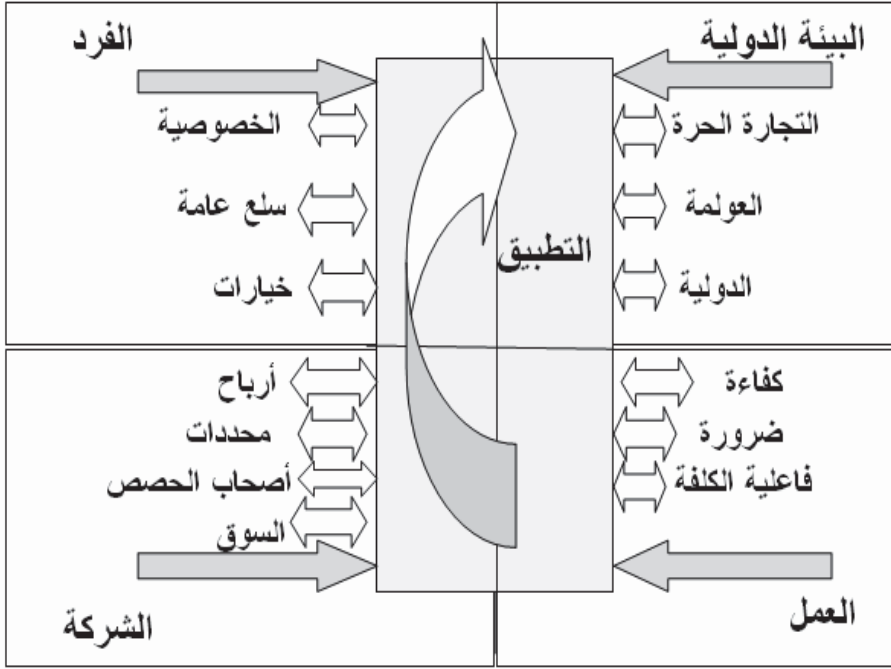 البيئة الدولية
التجارة الحرة
العولمة
الدولية
الفرد
الخصوصية
سلع عامة
خيارات
التطبيق
كفاءة
ضرورة
فاعلية الكلفة
العمل
أرباح
محددات
أصحاب الحصص
السوق
الشركة